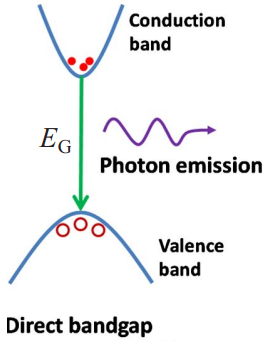 Conduction
band
E_G
Photon emission
Valence
band
Direct bandgap